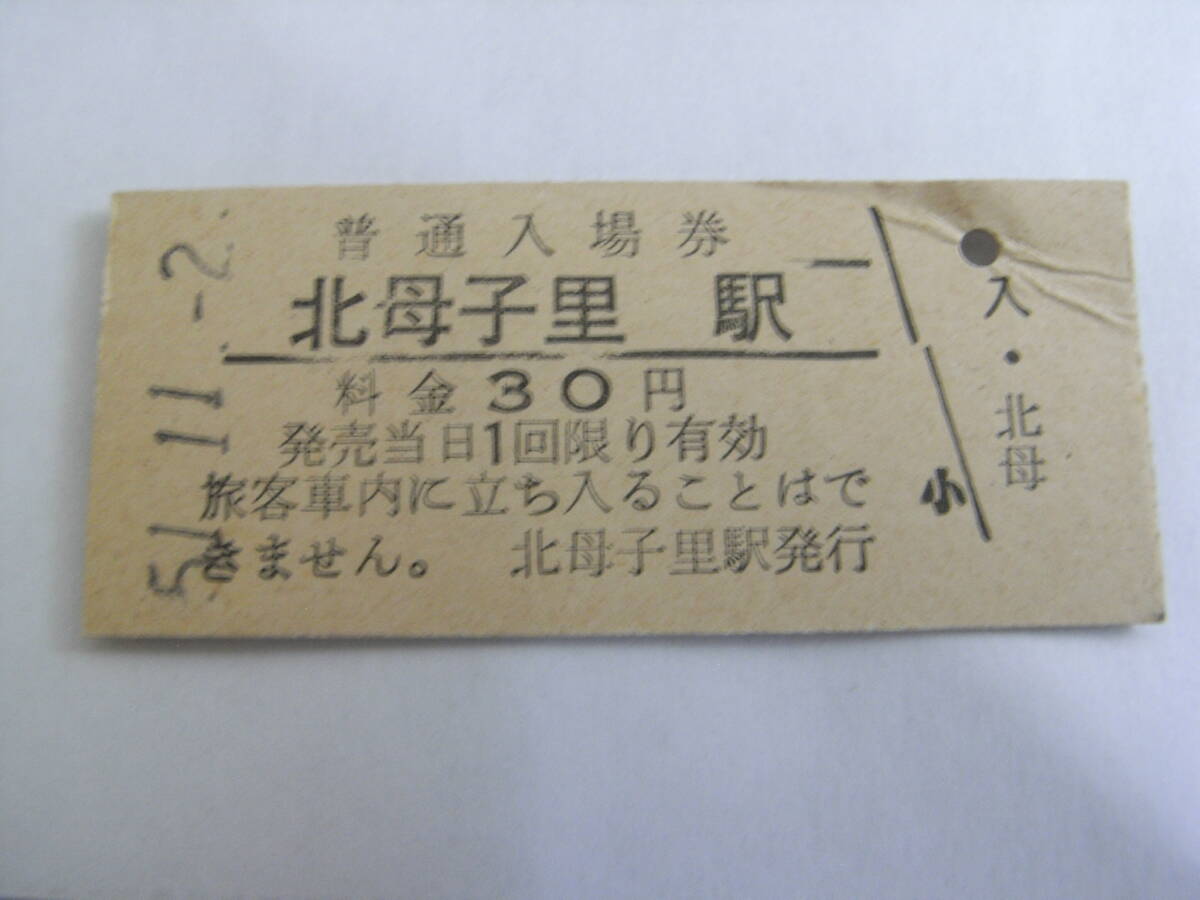 普通入場券
北母子里 駅
料金30円
発売当日1回限り有効
旅客車内に立ち入ることはで
きません。 北母子里駅発行
51.11.-2.
入・北母
小